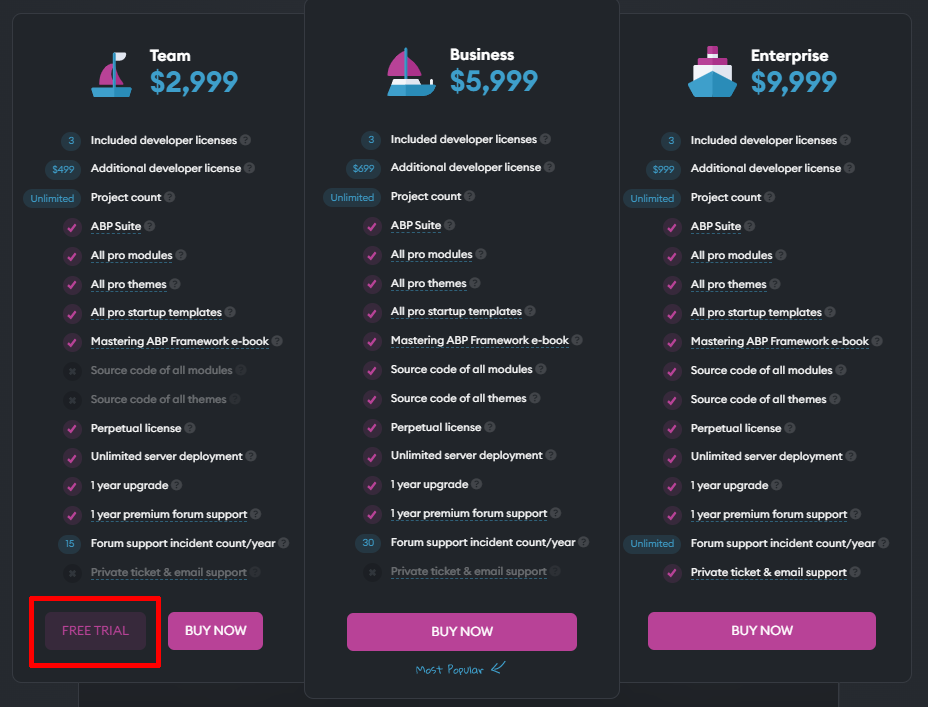 Team
$2,999
3 Included developer licenses ?
$499 Additional developer license ?
Unlimited Project count ?
ABP Suite ?
All pro modules ?
All pro themes ?
All pro startup templates ?
Mastering ABP Framework e-book ?
Source code of all modules ?
Source code of all themes ?
Perpetual license ?
Unlimited server deployment ?
1 year upgrade ?
1 year premium forum support ?
15 Forum support incident count/year ?
Private ticket & email support ?
FREE TRIAL
BUY NOW
Business
$5,999
3 Included developer licenses ?
$699 Additional developer license ?
Unlimited Project count ?
ABP Suite ?
All pro modules ?
All pro themes ?
All pro startup templates ?
Mastering ABP Framework e-book ?
Source code of all modules ?
Source code of all themes ?
Perpetual license ?
Unlimited server deployment ?
1 year upgrade ?
1 year premium forum support ?
30 Forum support incident count/year ?
Private ticket & email support ?
BUY NOW
Most Popular
Enterprise
$9,999
3 Included developer licenses ?
$999 Additional developer license ?
Unlimited Project count ?
ABP Suite ?
All pro modules ?
All pro themes ?
All pro startup templates ?
Mastering ABP Framework e-book ?
Source code of all modules ?
Source code of all themes ?
Perpetual license ?
Unlimited server deployment ?
1 year upgrade ?
1 year premium forum support ?
Unlimited Forum support incident count/year ?
Private ticket & email support ?
BUY NOW